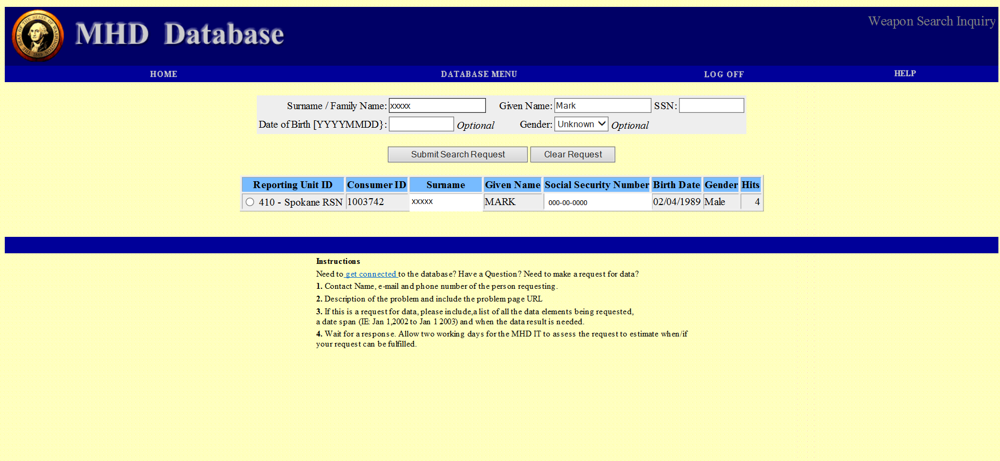 MHD Database
Weapon Search Inquiry
HOME DATABASE MENU LOG OFF HELP
Surname / Family Name: xxxxx Given Name: Mark SSN:
Date of Birth [YYYYMMDD}: Optional Gender: Unknown Optional
Submit Search Request Clear Request
Reporting Unit ID Consumer ID Surname Given Name Social Security Number Birth Date Gender Hits
410 - Spokane RSN 1003742 xxxxx MARK 000-00-0000 02/04/1989 Male 4
Instructions
Need to get connected to the database? Have a Question? Need to make a request for data?
1. Contact Name, e-mail and phone number of the person requesting.
2. Description of the problem and include the problem page URL
3. If this is a request for data, please include,a list of all the data elements being requested,
a date span (IE: Jan 1,2002 to Jan 1 2003) and when the data result is needed.
4. Wait for a response. Allow two working days for the MHD IT to assess the request to estimate when/if
your request can be fulfilled.
THE SEAL OF THE STATE OF WASHINGTON
1889